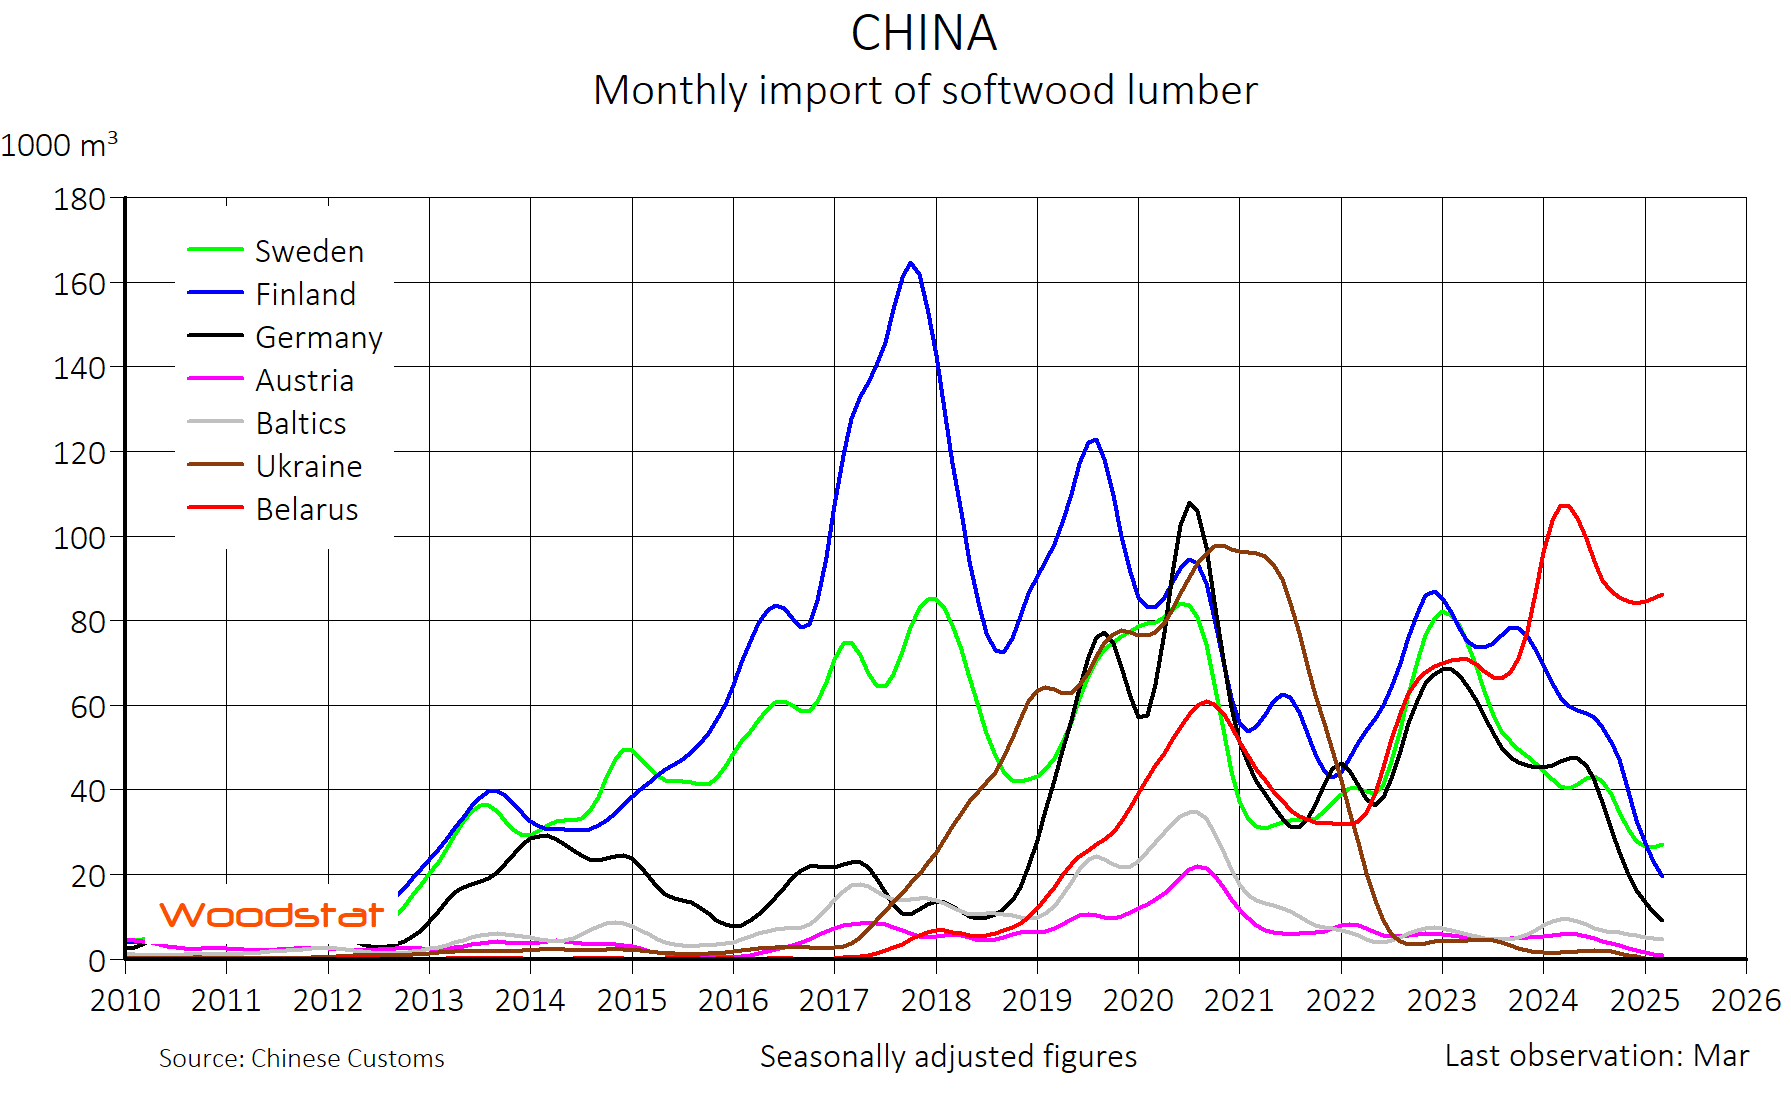 CHINA
Monthly import of softwood lumber
1000 m³
180
160
140
120
100
80
60
40
20
0
Sweden
Finland
Germany
Austria
Baltics
Ukraine
Belarus
Woodstat
2010 2011 2012 2013 2014 2015 2016 2017 2018 2019 2020 2021 2022 2023 2024 2025 2026
Source: Chinese Customs
Seasonally adjusted figures
Last observation: Mar